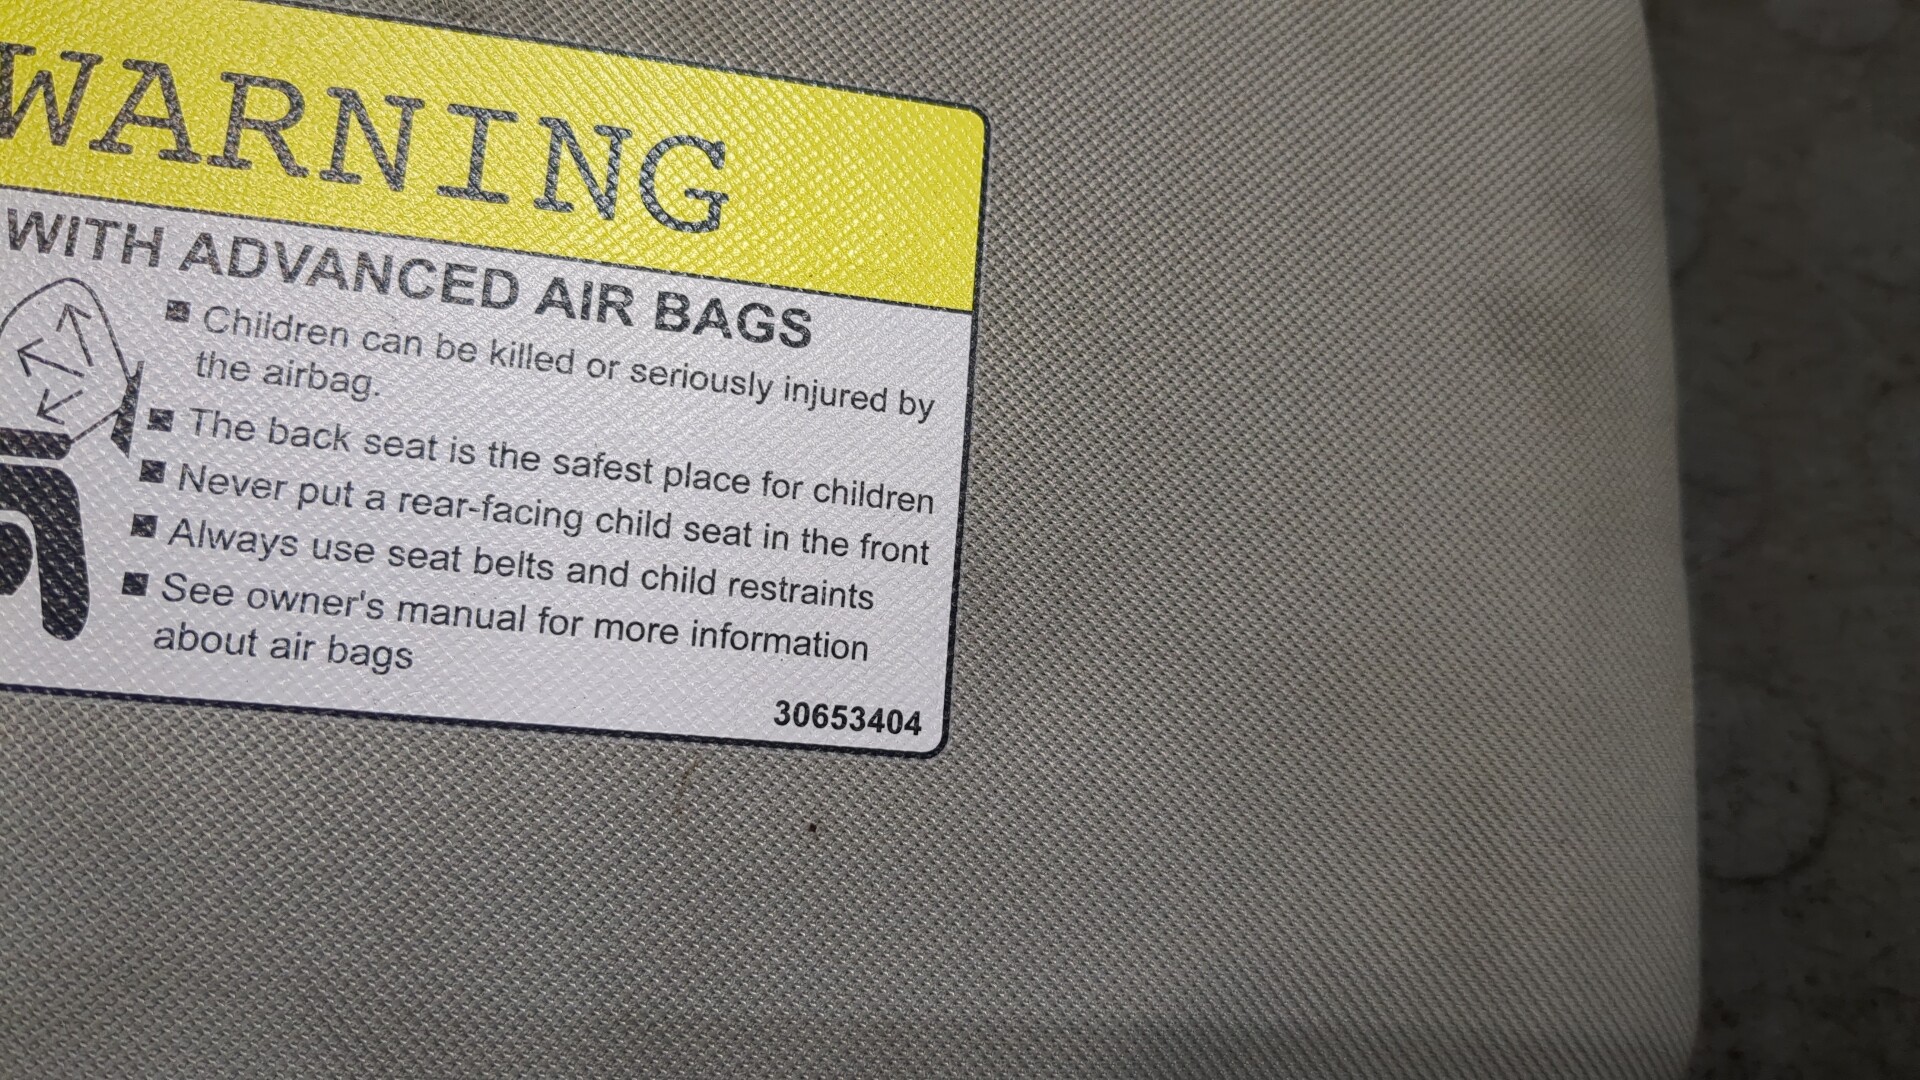 WARNING
WITH ADVANCED AIR BAGS
Children can be killed or seriously injured by
the airbag.
The back seat is the safest place for children
Never put a rear-facing child seat in the front
Always use seat belts and child restraints
See owner's manual for more information
about air bags
30653404